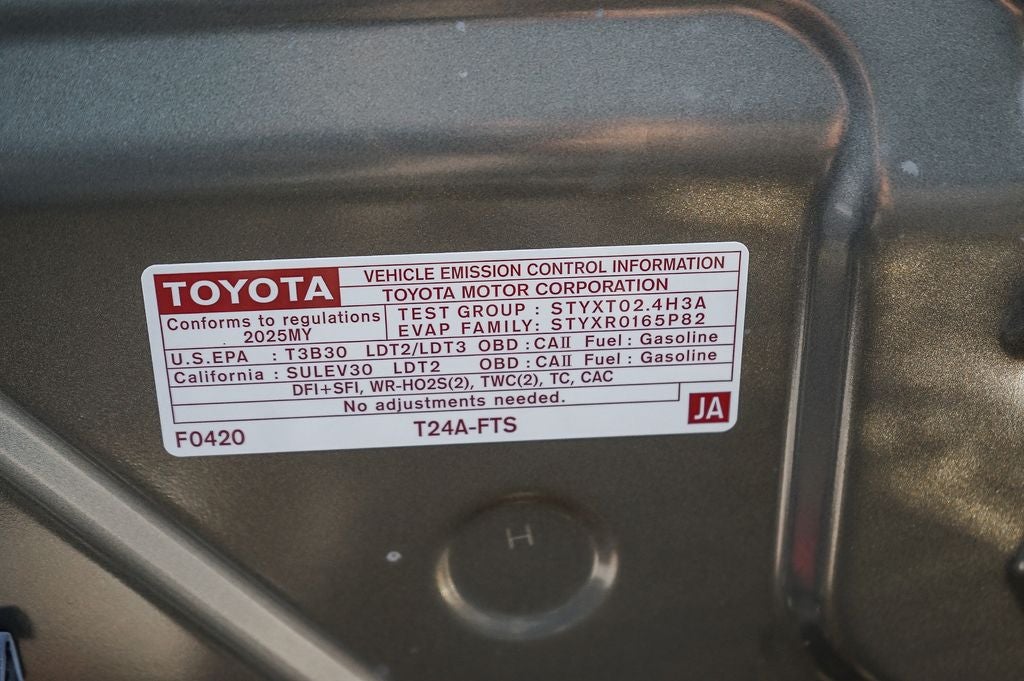 TOYOTA
VEHICLE EMISSION CONTROL INFORMATION
TOYOTA MOTOR CORPORATION
Conforms to regulations
2025MY
TEST GROUP : STYXT02.4H3A
EVAP FAMILY: STYXR0165P82
U.S.EPA : T3B30 LDT2/LDT3 OBD : CAII Fuel : Gasoline
California : SULEV30 LDT2 OBD : CAII Fuel : Gasoline
DFI+SFI, WR-HO2S(2), TWC(2), TC, CAC
No adjustments needed.
JA
F0420 T24A-FTS
H